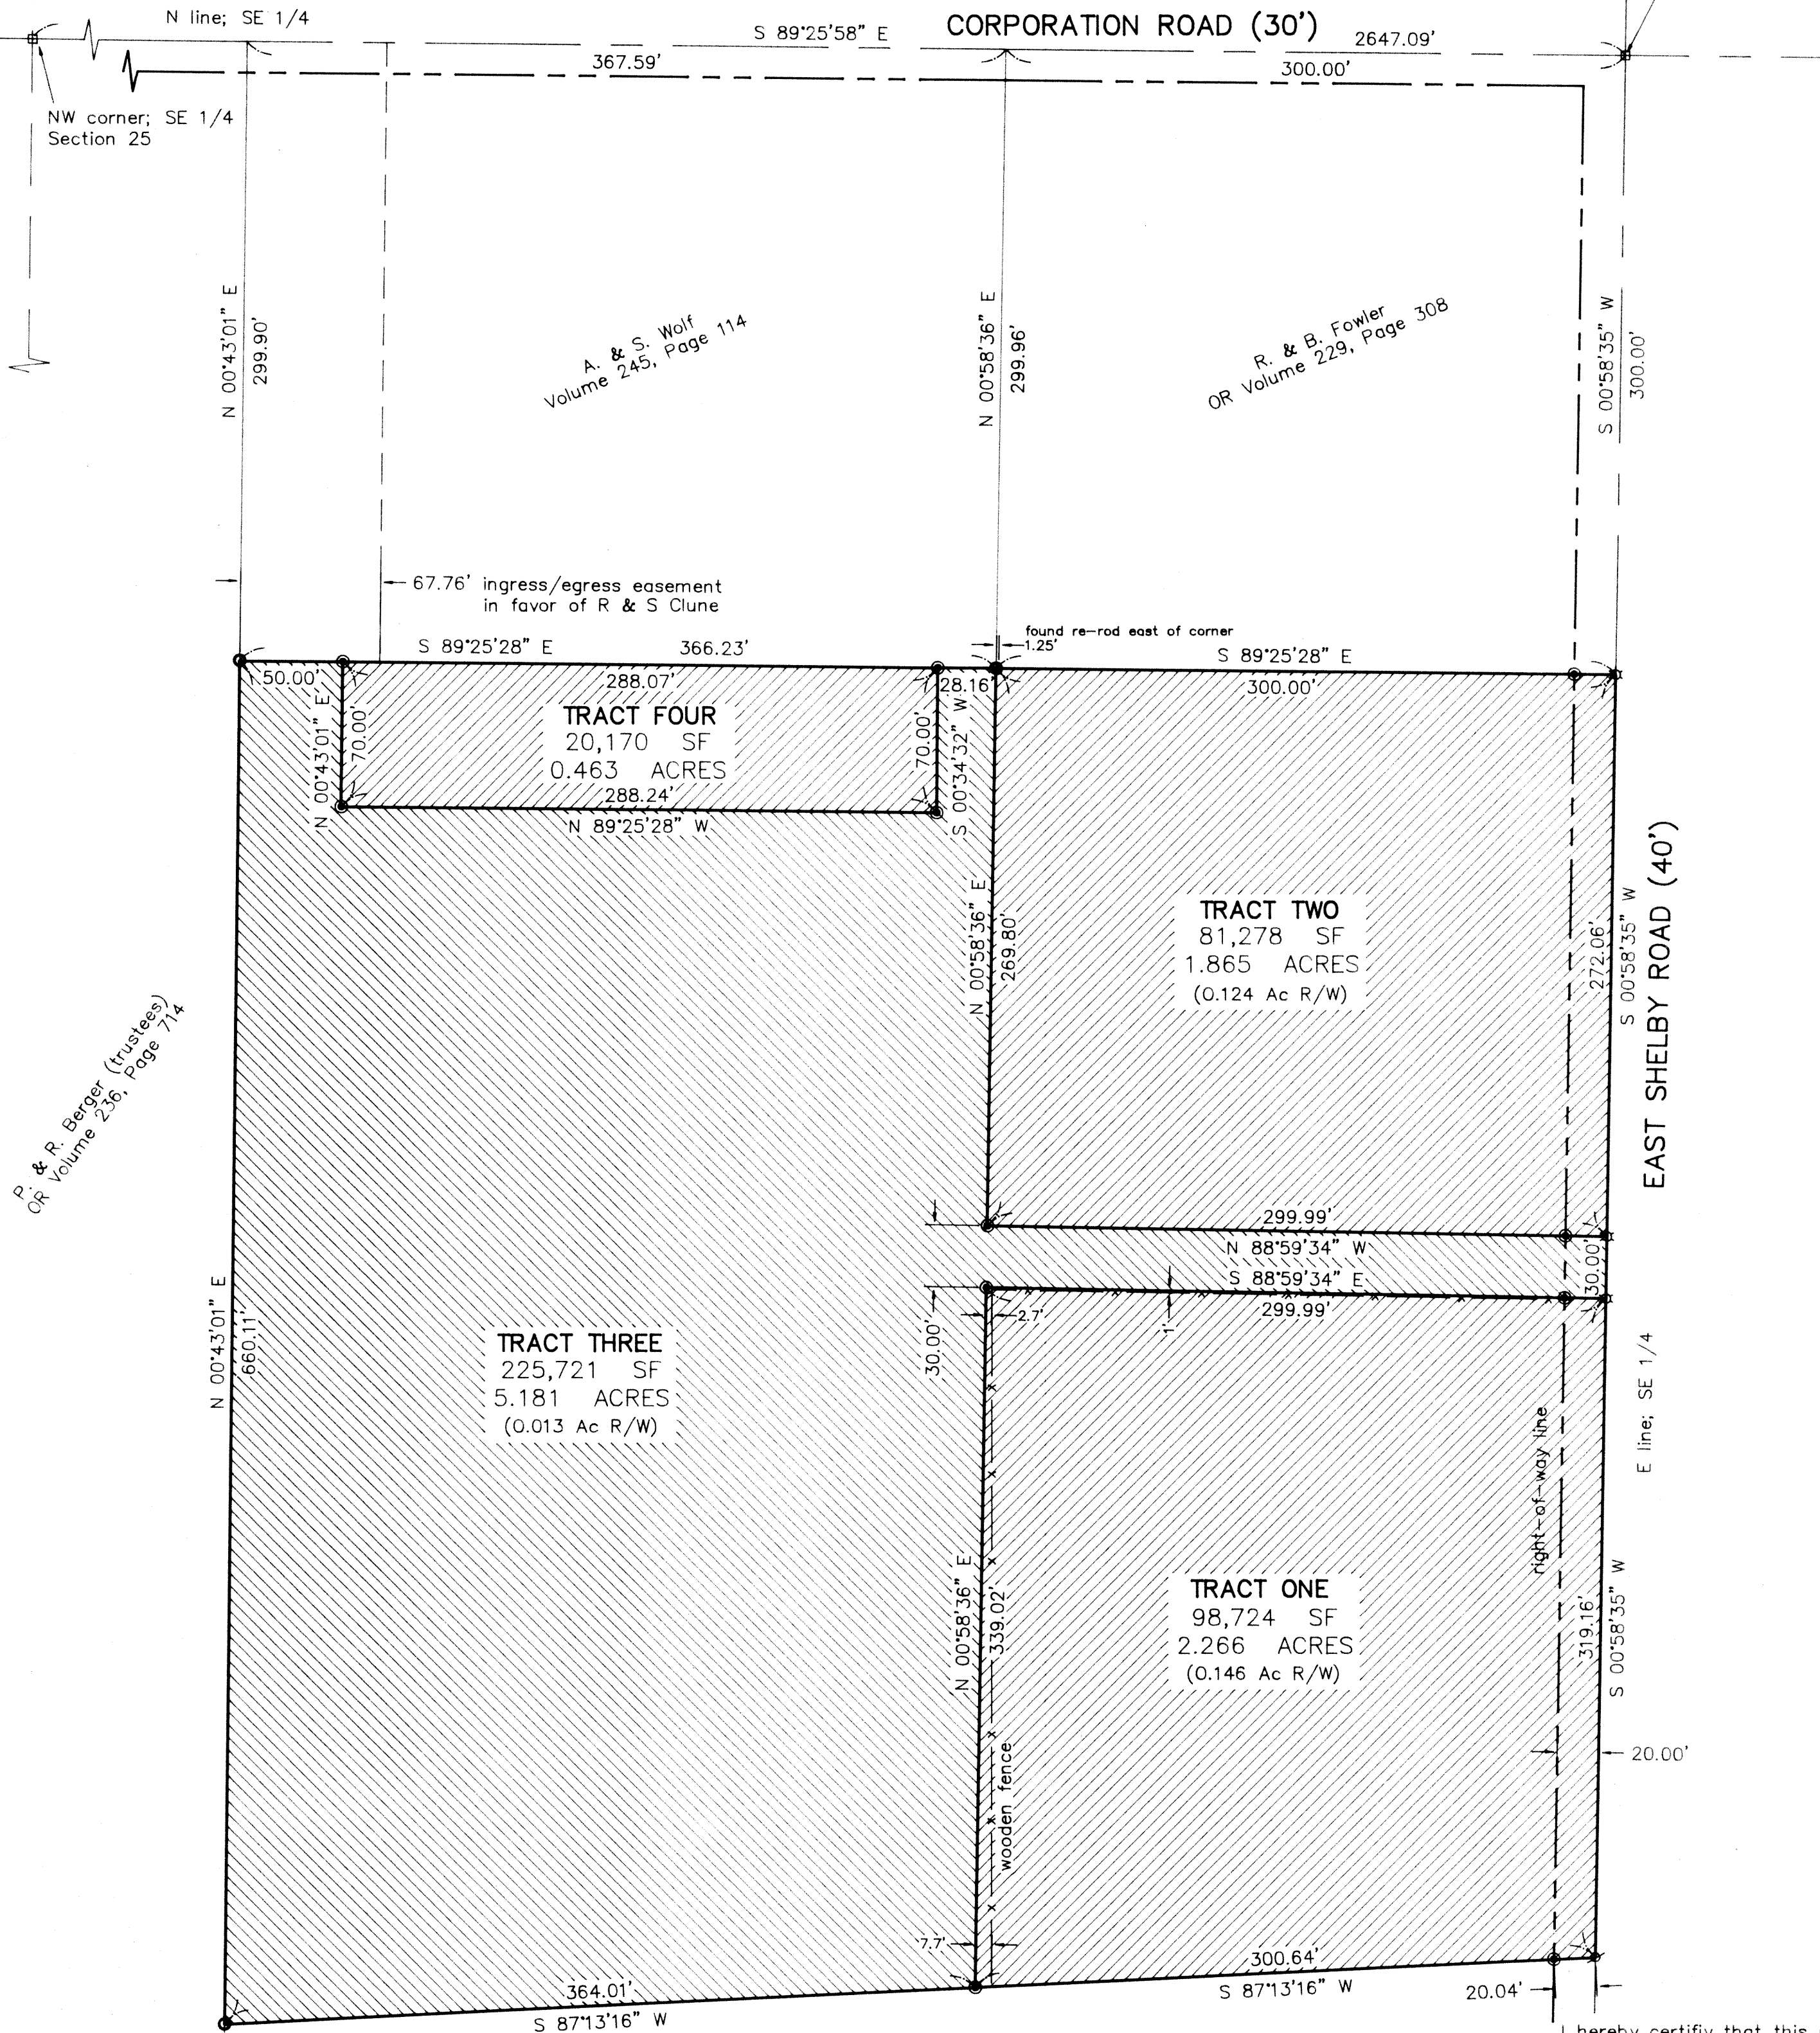 N line; SE 1/4
S 89°25'58" E
CORPORATION ROAD (30')
2647.09'
367.59'
300.00'
NW corner; SE 1/4
Section 25
N 00°43'01" E
299.90'
A. & S. Wolf
Volume 245, Page 114
N 00°58'36" E
299.96'
R. & B. Fowler
OR Volume 229, Page 308
S 00°58'35" W
300.00'
67.76' ingress/egress easement
in favor of R & S Clune
found re-rod east of corner
1.25'
S 89°25'28" E
366.23'
S 89°25'28" E
50.00'
288.07'
28.16'
300.00'
N 00°43'01" E
70.00'
TRACT FOUR
20,170 SF
0.463 ACRES
70.00'
S 00°34'32" W
288.24'
N 89°25'28" W
N 00°58'36" E
269.80'
TRACT TWO
81,278 SF
1.865 ACRES
(0.124 Ac R/W)
272.06'
S 00°58'35" W
EAST SHELBY ROAD (40')
P. & R. Berger (trustees)
OR Volume 236, Page 714
299.99'
N 88°59'34" W
S 88°59'34" E
299.99'
30.00'
30.00'
2.7'
1'
N 00°43'01" E
660.11'
TRACT THREE
225,721 SF
5.181 ACRES
(0.013 Ac R/W)
E line; SE 1/4
right-of-way line
N 00°58'36" E
339.02'
TRACT ONE
98,724 SF
2.266 ACRES
(0.146 Ac R/W)
319.16'
S 00°58'35" W
20.00'
wooden fence
7.7'
300.64'
S 87°13'16" W
20.04'
364.01'
S 87°13'16" W
I hereby certifiy that this